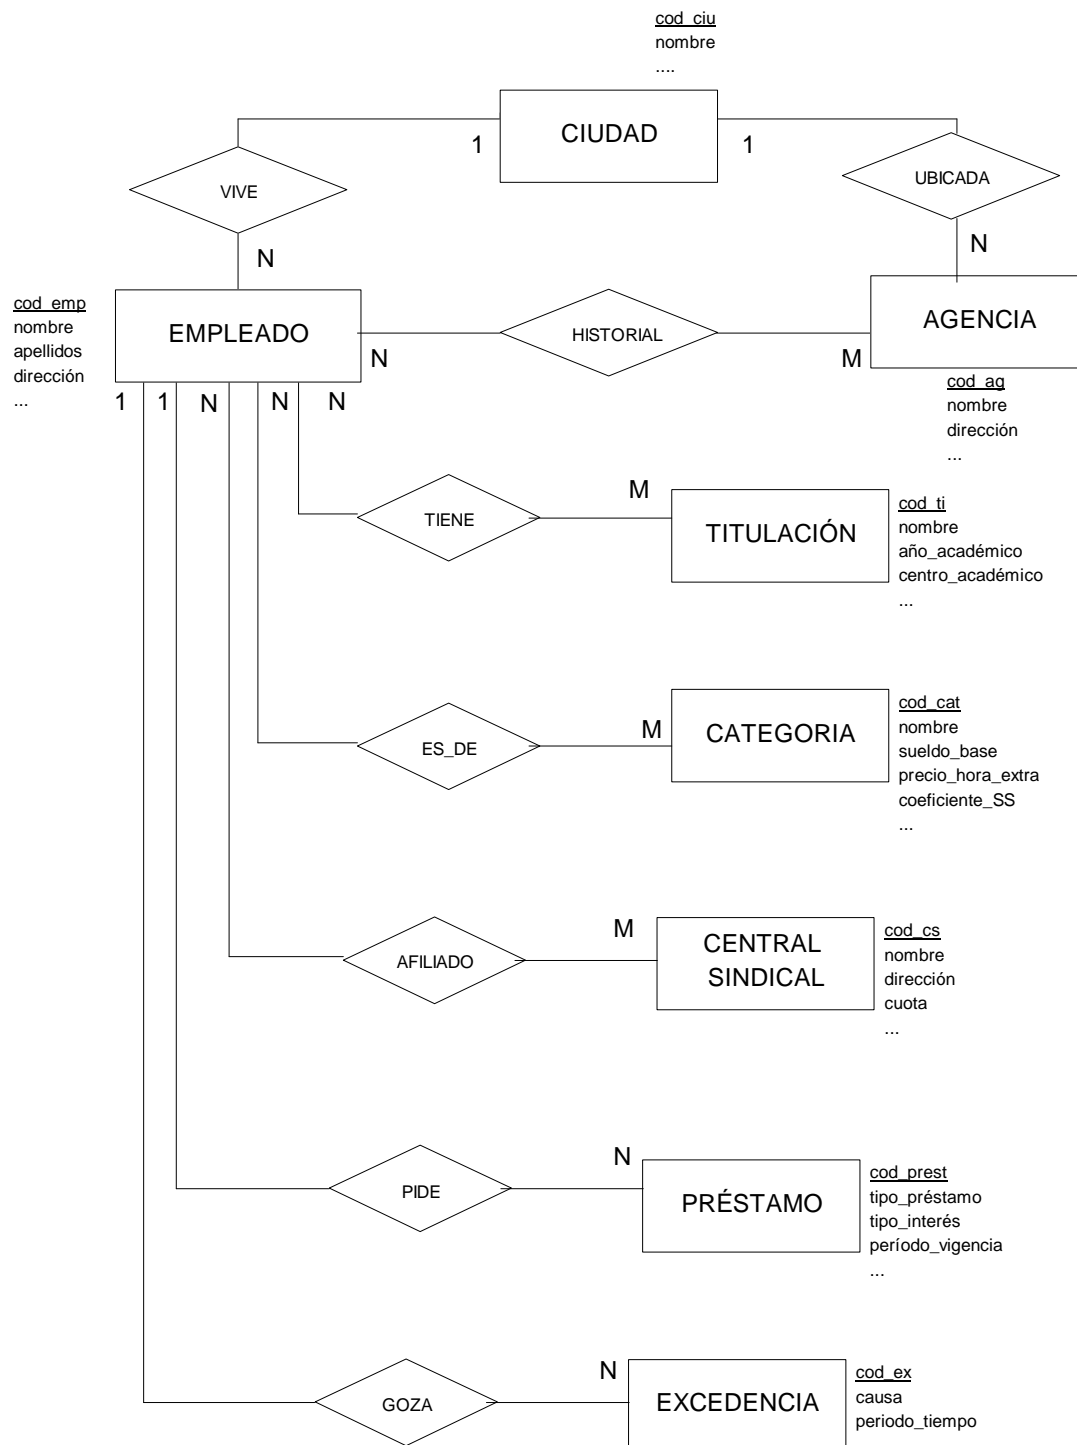 cod_ciu
nombre
....
CIUDAD
1
1
VIVE
UBICADA
N
N
cod_emp
nombre
apellidos
dirección
...
EMPLEADO
N
HISTORIAL
M
AGENCIA
cod_ag
nombre
dirección
...
1
1
N
N
N
TIENE
M
TITULACIÓN
cod_ti
nombre
año_académico
centro_académico
...
ES_DE
M
CATEGORIA
cod_cat
nombre
sueldo_base
precio_hora_extra
coeficiente_SS
...
AFILIADO
M
CENTRAL
SINDICAL
cod_cs
nombre
dirección
cuota
...
PIDE
N
PRÉSTAMO
cod_prest
tipo_préstamo
tipo_interés
período_vigencia
...
GOZA
N
EXCEDENCIA
cod_ex
causa
periodo_tiempo